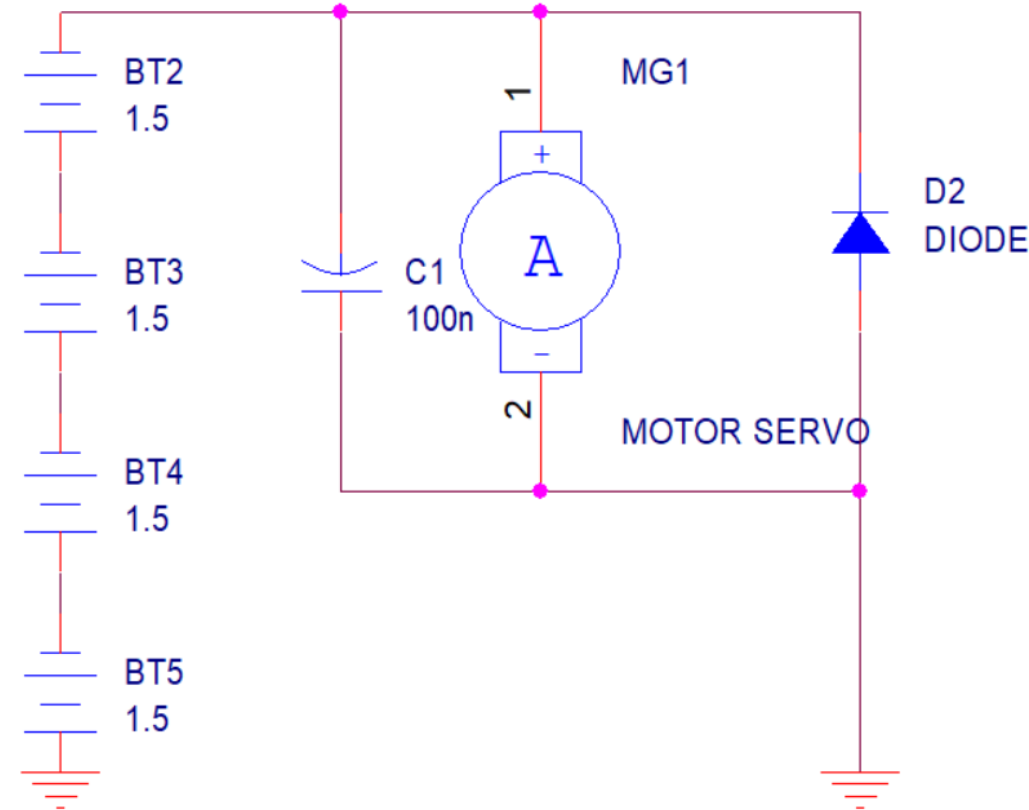 BT2
1.5
BT3
1.5
BT4
1.5
BT5
1.5
C1
100n
MG1
1
+
A
−
2
MOTOR SERVO
D2
DIODE